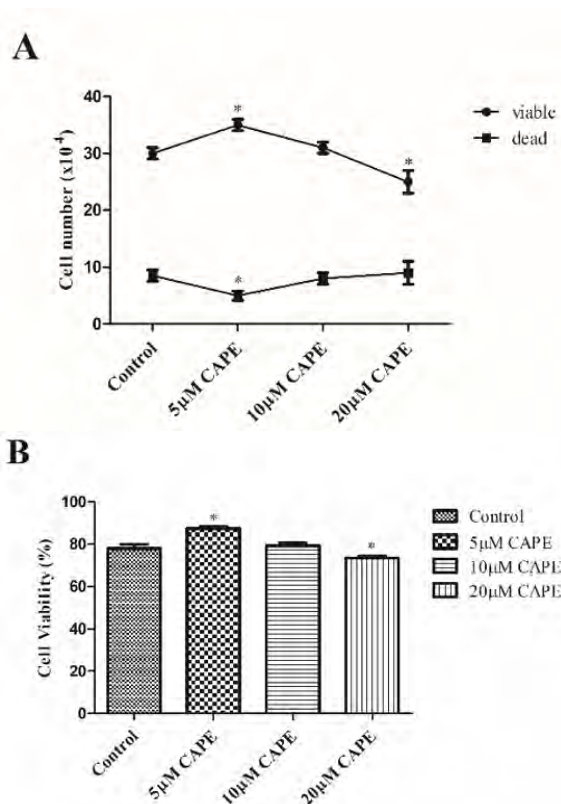 A
Cell number (x10⁴)
40
30
20
10
0
*
*
*
Control
5µM CAPE
10µM CAPE
20µM CAPE
viable
dead
B
Cell Viability (%)
100
80
60
40
20
0
*
*
Control
5µM CAPE
10µM CAPE
20µM CAPE
Control
5µM CAPE
10µM CAPE
20µM CAPE